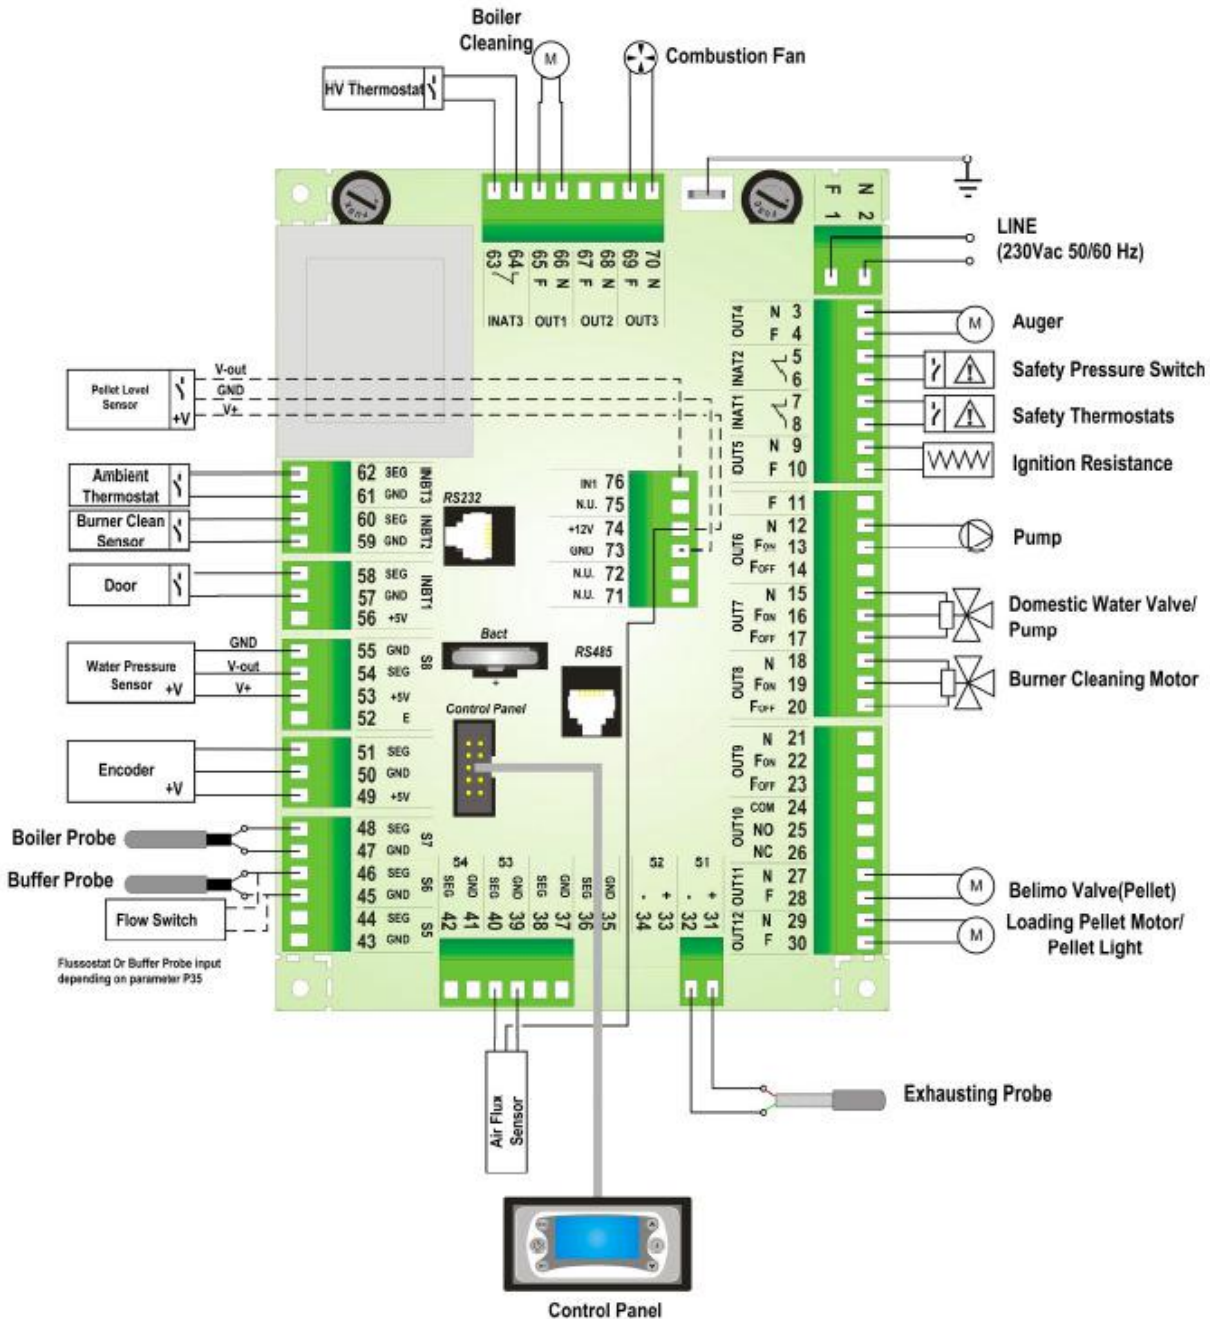 Boiler
Cleaning
M
Combustion Fan
HV Thermostat
F N
1 2
LINE
(230Vac 50/60 Hz)
63 64 65 66 67 68 69 70
F N F N F N
INAT3 OUT1 OUT2 OUT3
OUT4
N 3
F 4
M
Auger
INAT2
5
6
Safety Pressure Switch
INAT1
7
8
Safety Thermostats
OUT5
N 9
F 10
Ignition Resistance
F 11
OUT6
N 12
FON 13
FOFF 14
Pump
OUT7
N 15
FON 16
FOFF 17
Domestic Water Valve/
Pump
OUT8
N 18
FON 19
FOFF 20
Burner Cleaning Motor
OUT9
N 21
FON 22
FOFF 23
OUT10
COM 24
NO 25
NC 26
OUT11
N 27
F 28
M
Belimo Valve(Pellet)
OUT12
N 29
F 30
M
Loading Pellet Motor/
Pellet Light
Pellet Level
Sensor
+V
V-out
GND
V+
Ambient
Thermostat
62 SEG
61 GND
INBT3
Burner Clean
Sensor
60 SEG
59 GND
INBT2
Door
58 SEG
57 GND
56 +5V
INBT1
Water Pressure
Sensor +V
GND
V-out
V+
55 GND
54 SEG
53 +5V
52 E
S8
Encoder
+V
51 SEG
50 GND
49 +5V
Boiler Probe
48 SEG
47 GND
S7
Buffer Probe
46 SEG
45 GND
S6
Flow Switch
44 SEG
43 GND
S5
Flussostat Or Buffer Probe input
depending on parameter P35
RS232
IN1 76
N.U. 75
+12V 74
GND 73
N.U. 72
N.U. 71
Bact
+
RS485
Control Panel
S4 S3 S2 S1
SEG GND SEG GND SEG GND SEG GND - + - +
42 41 40 39 38 37 36 35 34 33 32 31
Air Flux
Sensor
Exhausting Probe
Control Panel